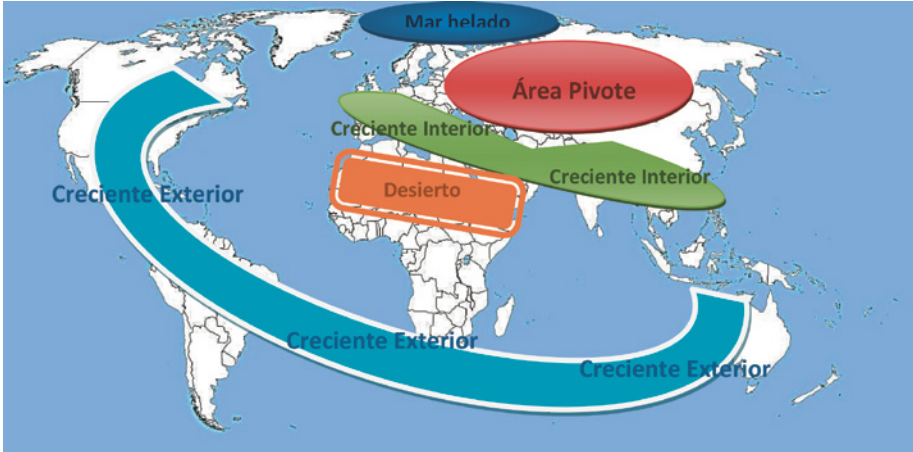 Mar helado
Área Pivote
Creciente Interior
Creciente Interior
Desierto
Creciente Exterior
Creciente Exterior
Creciente Exterior